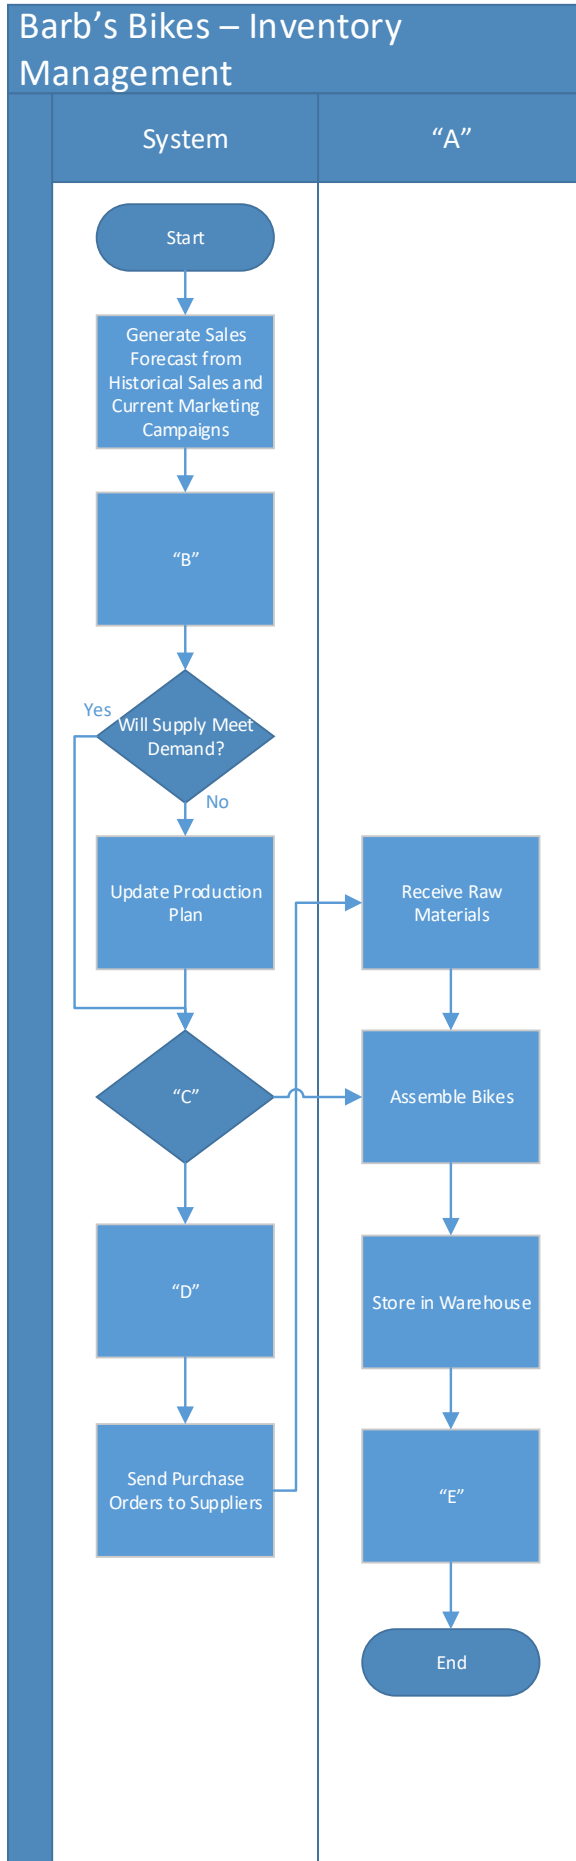 Barb’s Bikes – Inventory
Management
System
“A”
Start
Generate Sales
Forecast from
Historical Sales and
Current Marketing
Campaigns
“B”
Yes
Will Supply Meet
Demand?
No
Update Production
Plan
Receive Raw
Materials
“C”
Assemble Bikes
“D”
Store in Warehouse
Send Purchase
Orders to Suppliers
“E”
End